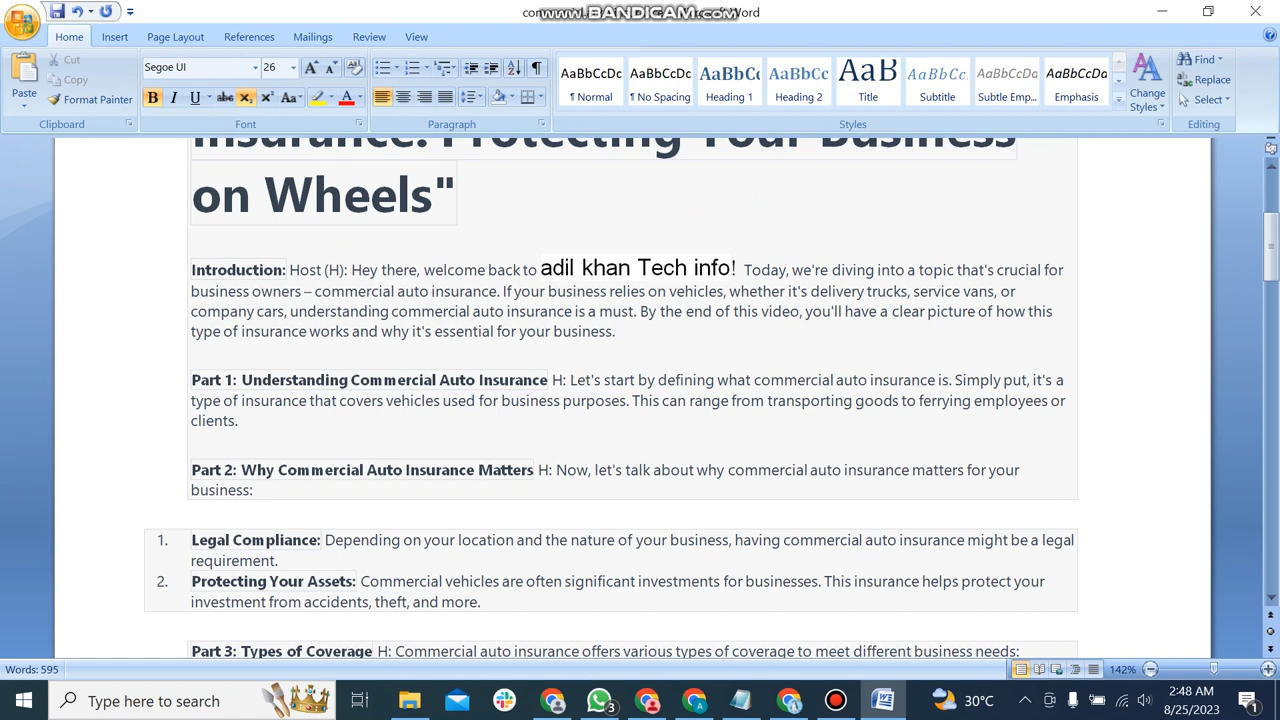 com
www.BANDICAM.com
Word
Home Insert Page Layout References Mailings Review View
Cut
Copy
Format Painter
Paste
Clipboard
Segoe UI 26
Font
Paragraph
AaBbCcDc AaBbCcDc AaBbC AaBbCc AaB AaBbCcL AaBbCcDa AaBbCcDc
¶ Normal ¶ No Spacing Heading 1 Heading 2 Title Subtitle Subtle Emp... Emphasis
Change Styles
Styles
Find
Replace
Select
Editing
Insurance: Protecting Your Business
on Wheels"
Introduction: Host (H): Hey there, welcome back to adil khan Tech info! Today, we're diving into a topic that's crucial for
business owners – commercial auto insurance. If your business relies on vehicles, whether it's delivery trucks, service vans, or
company cars, understanding commercial auto insurance is a must. By the end of this video, you'll have a clear picture of how this
type of insurance works and why it's essential for your business.
Part 1: Understanding Commercial Auto Insurance H: Let's start by defining what commercial auto insurance is. Simply put, it's a
type of insurance that covers vehicles used for business purposes. This can range from transporting goods to ferrying employees or
clients.
Part 2: Why Commercial Auto Insurance Matters H: Now, let's talk about why commercial auto insurance matters for your
business:
1. Legal Compliance: Depending on your location and the nature of your business, having commercial auto insurance might be a legal
requirement.
2. Protecting Your Assets: Commercial vehicles are often significant investments for businesses. This insurance helps protect your
investment from accidents, theft, and more.
Part 3: Types of Coverage H: Commercial auto insurance offers various types of coverage to meet different business needs:
Words: 595
142%
Type here to search
3
30°C
2:48 AM
8/25/2023
1